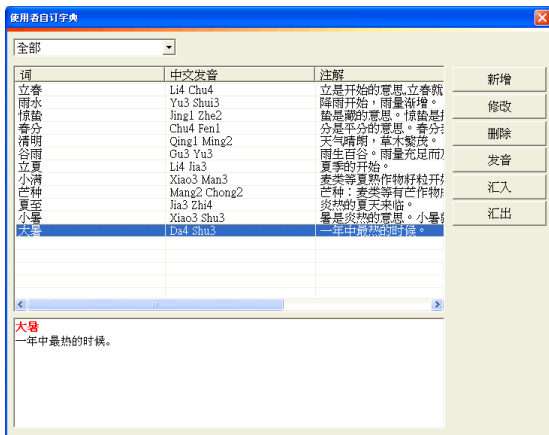 使用者自订字典
全部
词 中文发音 注解
立春 Li4 Chu4 立是开始的意思,立春就
雨水 Yu3 Shui3 降雨开始，雨量渐增。
惊蛰 Jing1 Zhe2 蛰是藏的意思。惊蛰是
春分 Chu4 Fen1 分是平分的意思。春分
清明 Qing1 Ming2 天气晴朗，草木繁茂。
谷雨 Gu3 Yu3 雨生百谷。雨量充足而
立夏 Li4 Jia3 夏季的开始。
小满 Xiao3 Man3 麦类等夏熟作物籽粒开
芒种 Mang2 Chong2 芒种：麦类等有芒作物
夏至 Jia3 Zhi4 炎热的夏天来临。
小暑 Xiao3 Shu3 暑是炎热的意思。小暑
大暑 Da4 Shu3 一年中最热的时候。
新增
修改
删除
发音
汇入
汇出
大暑
一年中最热的时候。